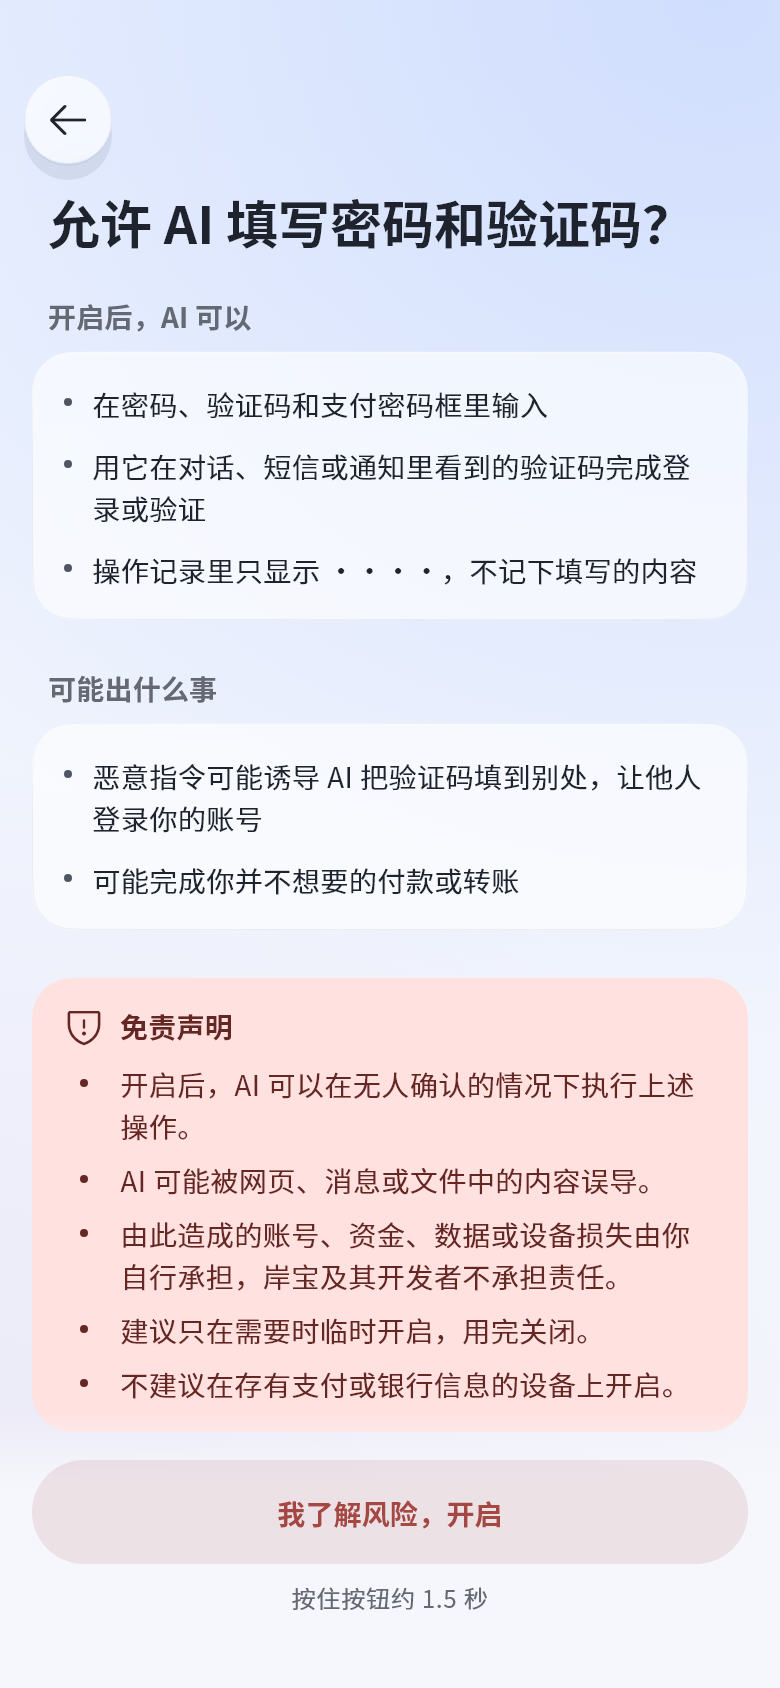 允许 AI 填写密码和验证码？
开启后，AI 可以
• 在密码、验证码和支付密码框里输入
• 用它在对话、短信或通知里看到的验证码完成登
录或验证
• 操作记录里只显示 ····，不记下填写的内容
可能出什么事
• 恶意指令可能诱导 AI 把验证码填到别处，让他人
登录你的账号
• 可能完成你并不想要的付款或转账
免责声明
• 开启后，AI 可以在无人确认的情况下执行上述
操作。
• AI 可能被网页、消息或文件中的内容误导。
• 由此造成的账号、资金、数据或设备损失由你
自行承担，岸宝及其开发者不承担责任。
• 建议只在需要时临时开启，用完关闭。
• 不建议在存有支付或银行信息的设备上开启。
我了解风险，开启
按住按钮约 1.5 秒